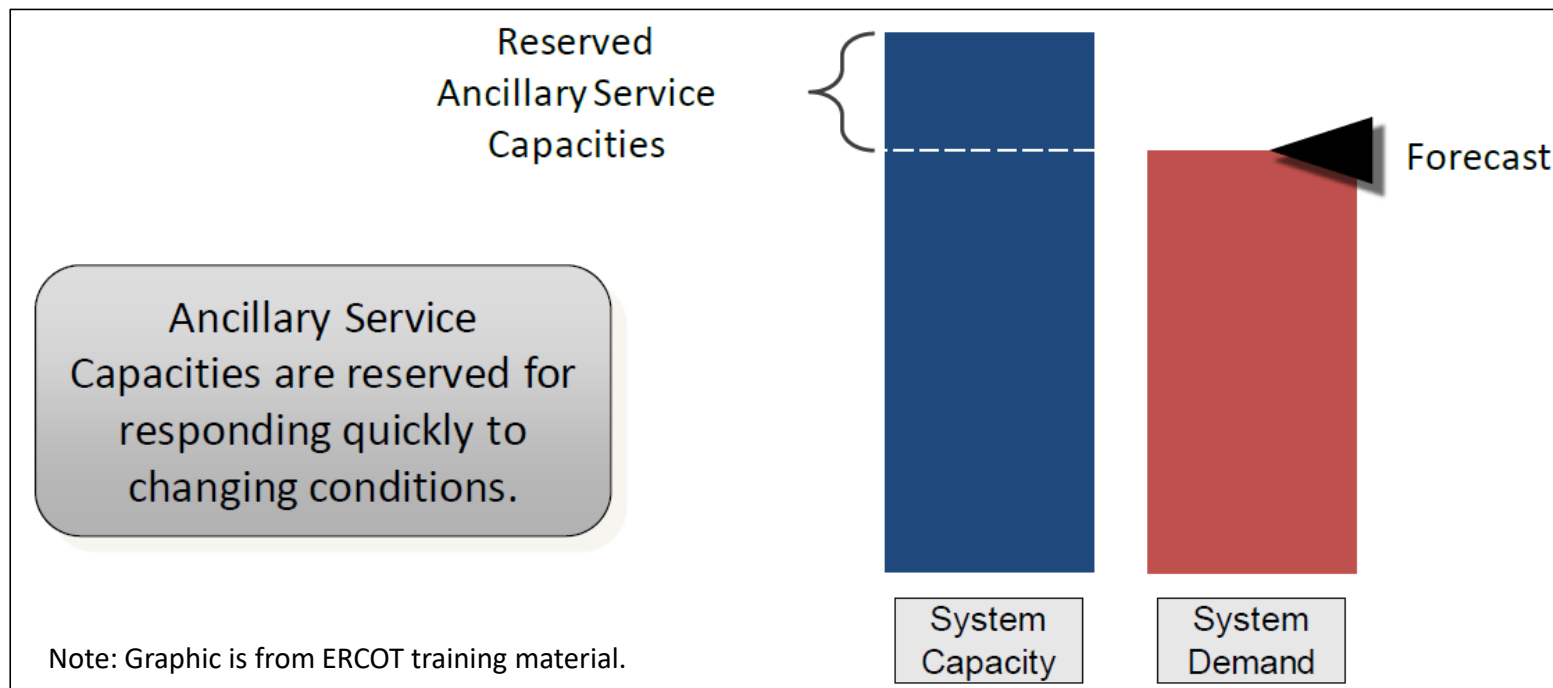 Reserved
Ancillary Service
Capacities
Forecast
Ancillary Service
Capacities are reserved for
responding quickly to
changing conditions.
System
Capacity
System
Demand
Note: Graphic is from ERCOT training material.